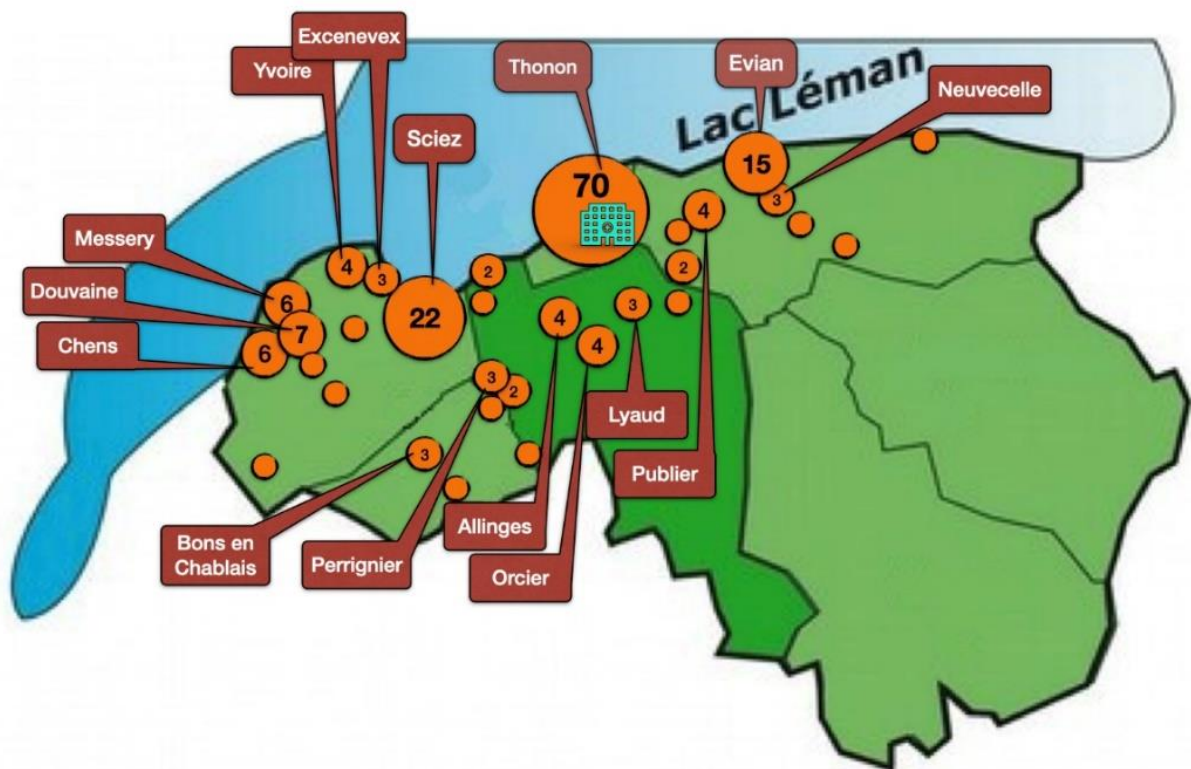 Excenevex
Yvoire
Thonon
Evian
Lac Léman
Neuvecelle
Sciez
70
15
3
4
Messery
4
3
2
2
Douvaine
6
22
3
7
4
Chens
6
4
3
2
Lyaud
3
Publier
Allinges
Bons en
Chablais
Perrignier
Orcier